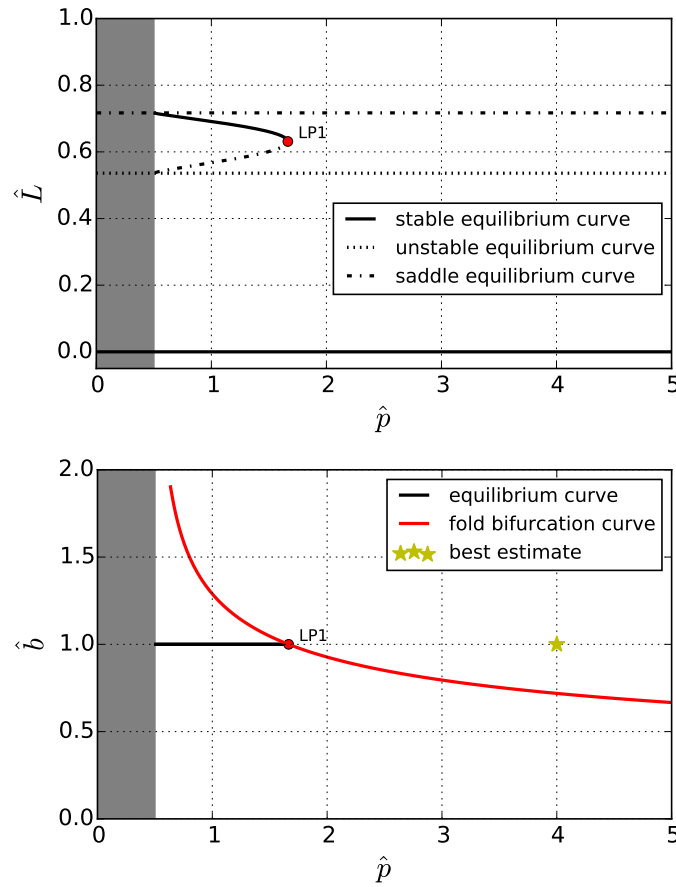 1.0
0.8
0.6
0.4
0.2
0.0
L̂
LP1
stable equilibrium curve
unstable equilibrium curve
saddle equilibrium curve
0 1 2 3 4 5
p̂
2.0
1.5
1.0
0.5
0.0
b̂
equilibrium curve
fold bifurcation curve
best estimate
LP1
0 1 2 3 4 5
p̂